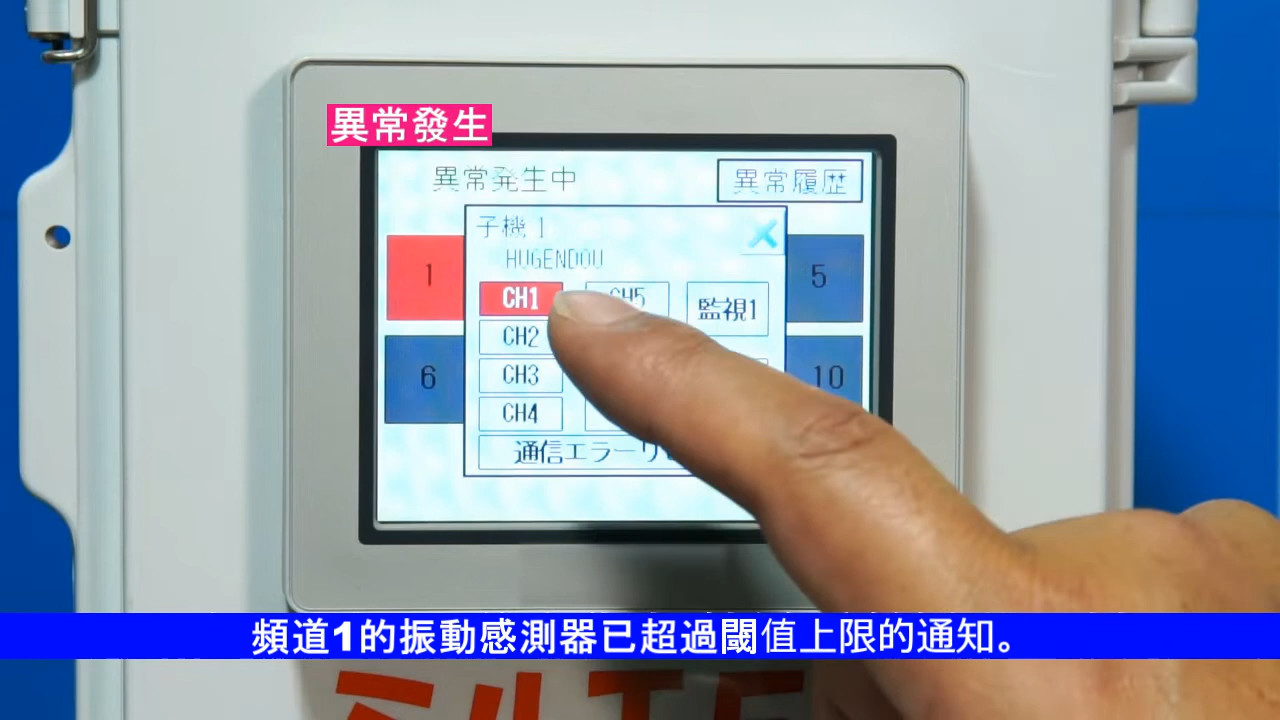 異常發生
異常発生中
異常履歴
子機1
HUGENDOU
1
CH1
CH5
監視1
5
CH2
6
CH3
10
CH4
通信エラー
頻道1的振動感測器已超過閾值上限的通知。